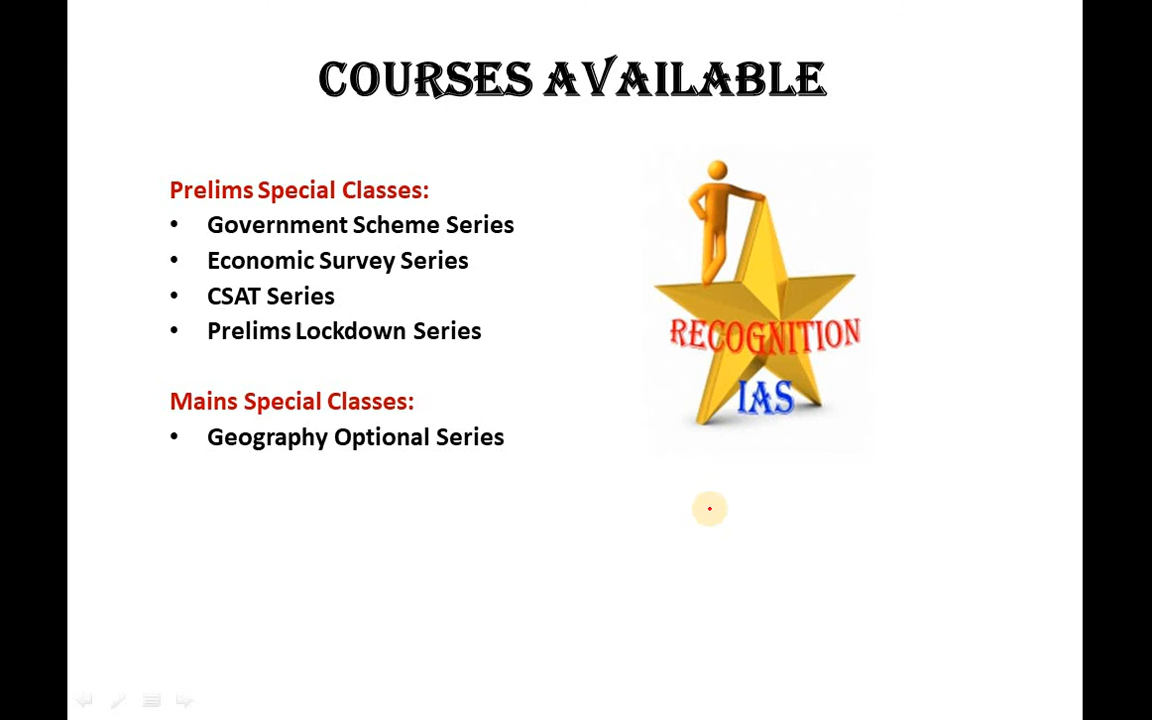 COURSES AVAILABLE
Prelims Special Classes:
• Government Scheme Series
• Economic Survey Series
• CSAT Series
• Prelims Lockdown Series
Mains Special Classes:
• Geography Optional Series
RECOGNITION
IAS